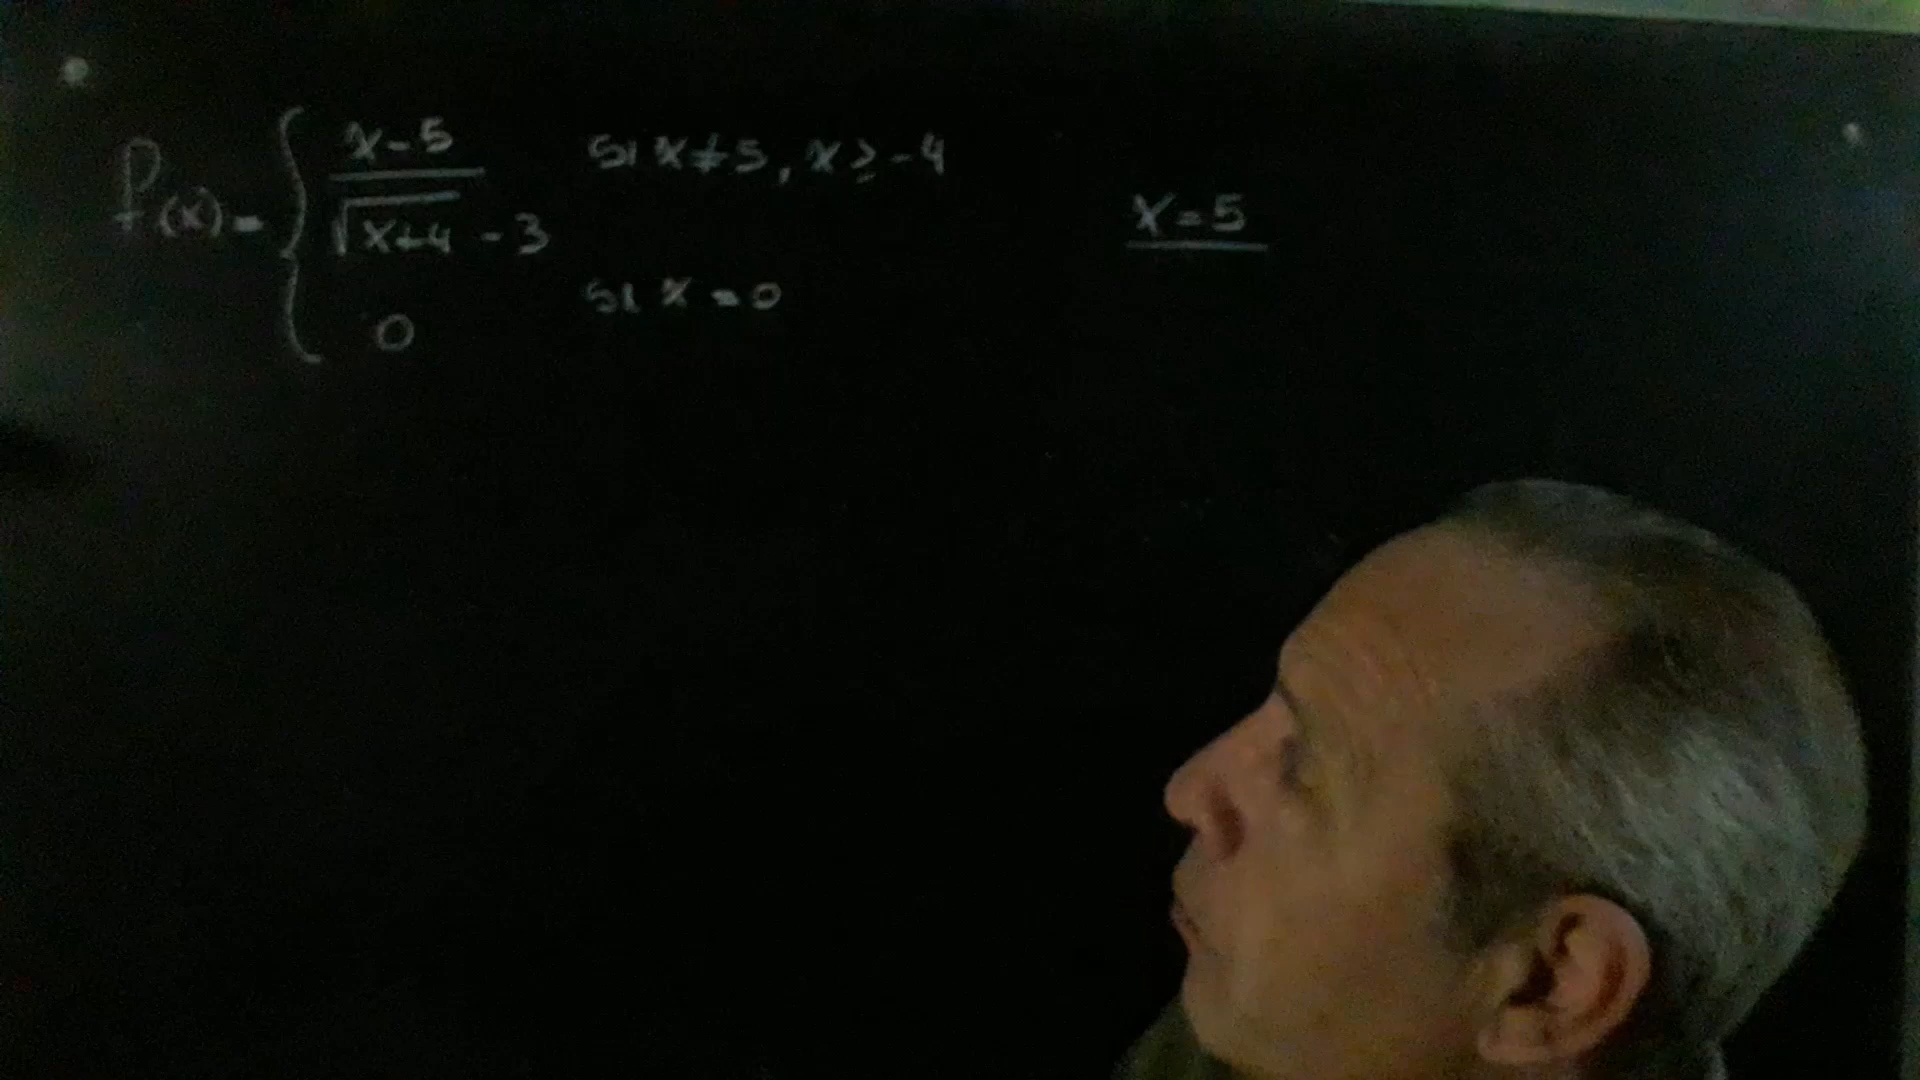 f(x) = { x-5 / √x+4 - 3 si x≠5, x ≥ -4
0 si x = 0
x = 5